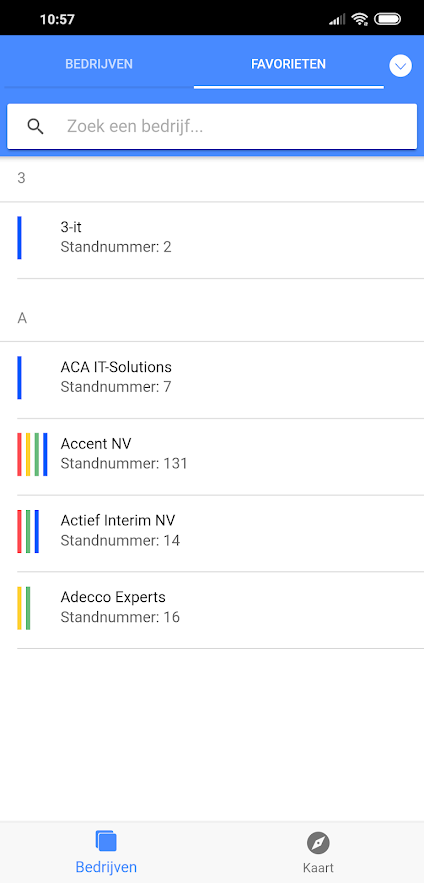 10:57
BEDRIJVEN
FAVORIETEN
Zoek een bedrijf...
3
3-it
Standnummer: 2
A
ACA IT-Solutions
Standnummer: 7
Accent NV
Standnummer: 131
Actief Interim NV
Standnummer: 14
Adecco Experts
Standnummer: 16
Bedrijven
Kaart